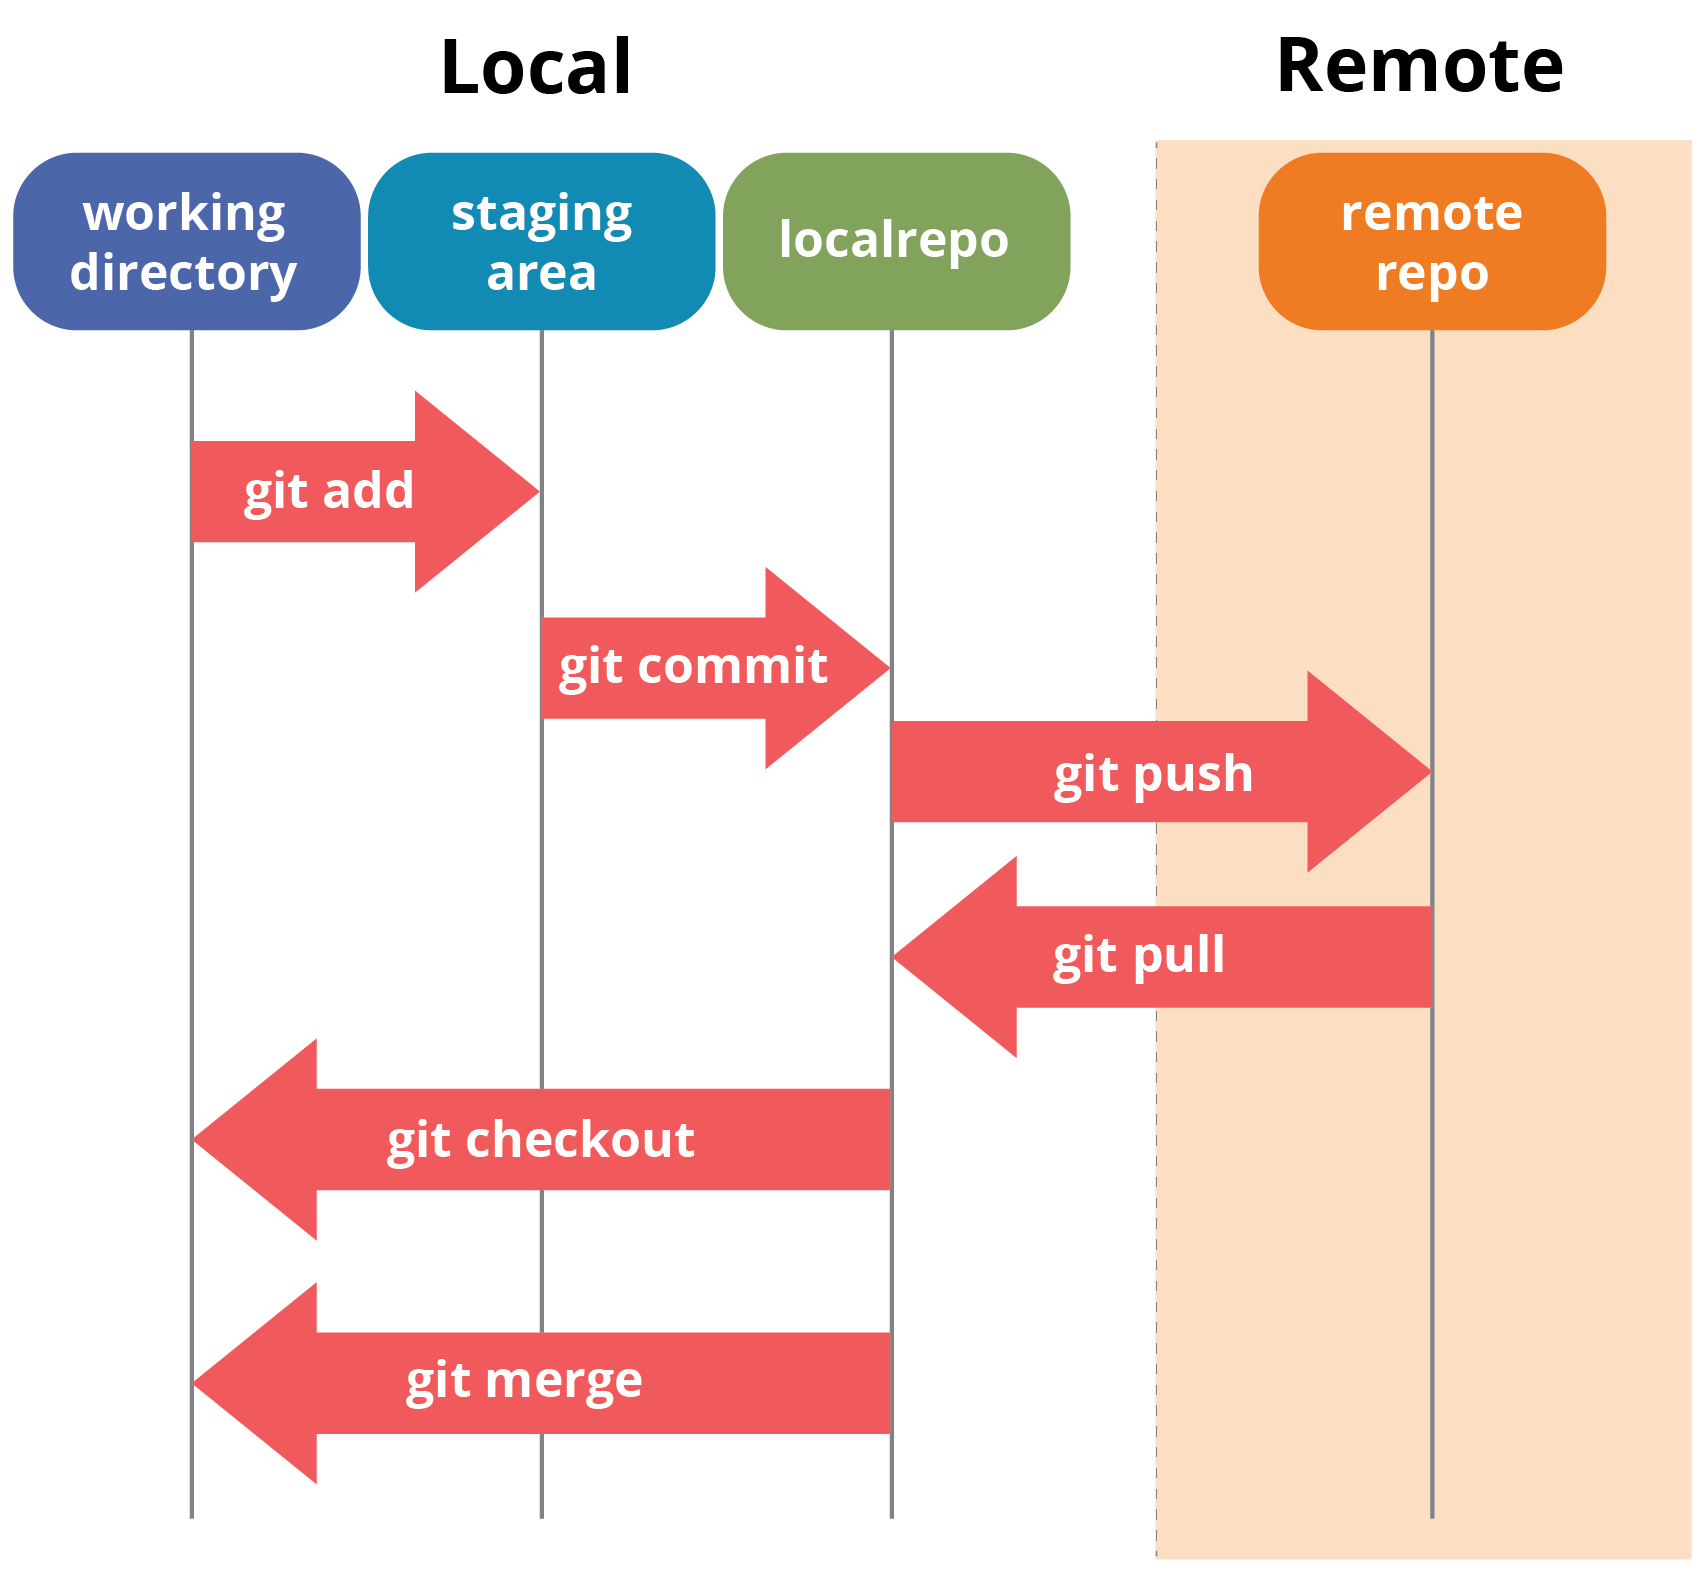 Local
Remote
working
directory
staging
area
localrepo
remote
repo
git add
git commit
git push
git pull
git checkout
git merge